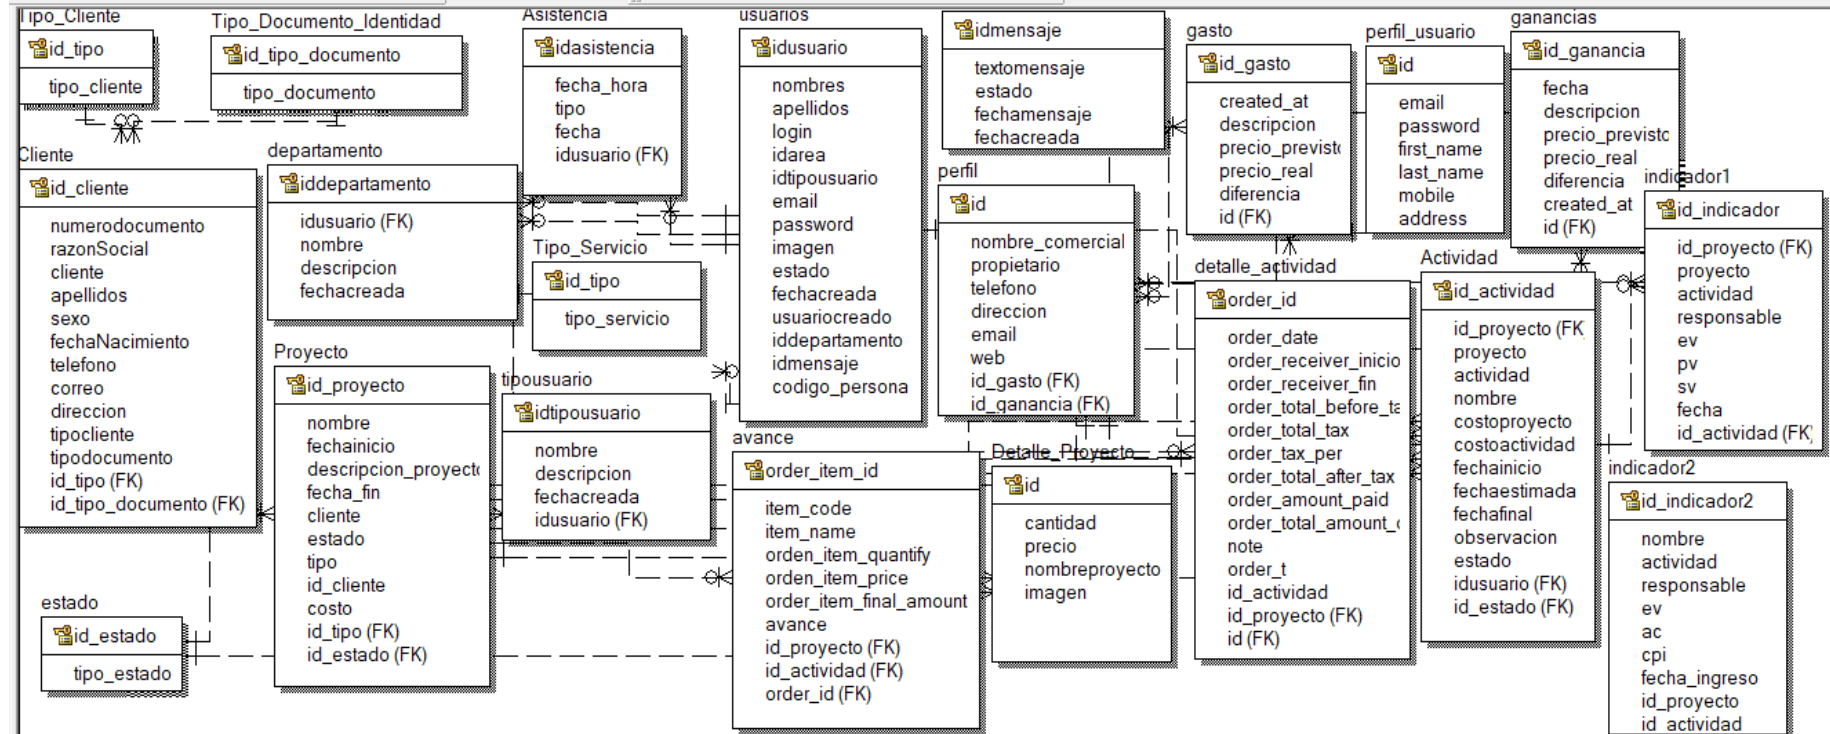 Tipo_Cliente
id_tipo
tipo_cliente
Tipo_Documento_Identidad
id_tipo_documento
tipo_documento
Asistencia
idasistencia
fecha_hora
tipo
fecha
idusuario (FK)
usuarios
idusuario
nombres
apellidos
login
idarea
idtipousuario
email
password
imagen
estado
fechacreada
usuariocreado
iddepartamento
idmensaje
codigo_persona
idmensaje
textomensaje
estado
fechamensaje
fechacreada
gasto
id_gasto
created_at
descripcion
precio_previsto
precio_real
diferencia
id (FK)
perfil_usuario
id
email
password
first_name
last_name
mobile
address
ganancias
id_ganancia
fecha
descripcion
precio_previsto
precio_real
diferencia
created_at
id (FK)
Cliente
id_cliente
numerodocumento
razonSocial
cliente
apellidos
sexo
fechaNacimiento
telefono
correo
direccion
tipocliente
tipodocumento
id_tipo (FK)
id_tipo_documento (FK)
departamento
iddepartamento
idusuario (FK)
nombre
descripcion
fechacreada
Tipo_Servicio
id_tipo
tipo_servicio
perfil
id
nombre_comercial
propietario
telefono
direccion
email
web
id_gasto (FK)
id_ganancia (FK)
indicador1
id_indicador
id_proyecto (FK)
proyecto
actividad
responsable
ev
pv
sv
fecha
id_actividad (FK)
detalle_actividad
order_id
order_date
order_receiver_inicio
order_receiver_fin
order_total_before_ta
order_total_tax
order_tax_per
order_total_after_tax
order_amount_paid
order_total_amount_
note
order_t
id_actividad
id_proyecto (FK)
id (FK)
Actividad
id_actividad
id_proyecto (FK)
proyecto
actividad
nombre
costoproyecto
costoactividad
fechainicio
fechaestimada
fechafinal
observacion
estado
idusuario (FK)
id_estado (FK)
Proyecto
id_proyecto
nombre
fechainicio
descripcion_proyecto
fecha_fin
cliente
estado
tipo
id_cliente
costo
id_tipo (FK)
id_estado (FK)
tipousuario
idtipousuario
nombre
descripcion
fechacreada
idusuario (FK)
avance
order_item_id
item_code
item_name
orden_item_quantify
orden_item_price
order_item_final_amount
avance
id_proyecto (FK)
id_actividad (FK)
order_id (FK)
Detalle_Proyecto
id
cantidad
precio
nombreproyecto
imagen
indicador2
id_indicador2
nombre
actividad
responsable
ev
ac
cpi
fecha_ingreso
id_proyecto
id_actividad
estado
id_estado
tipo_estado